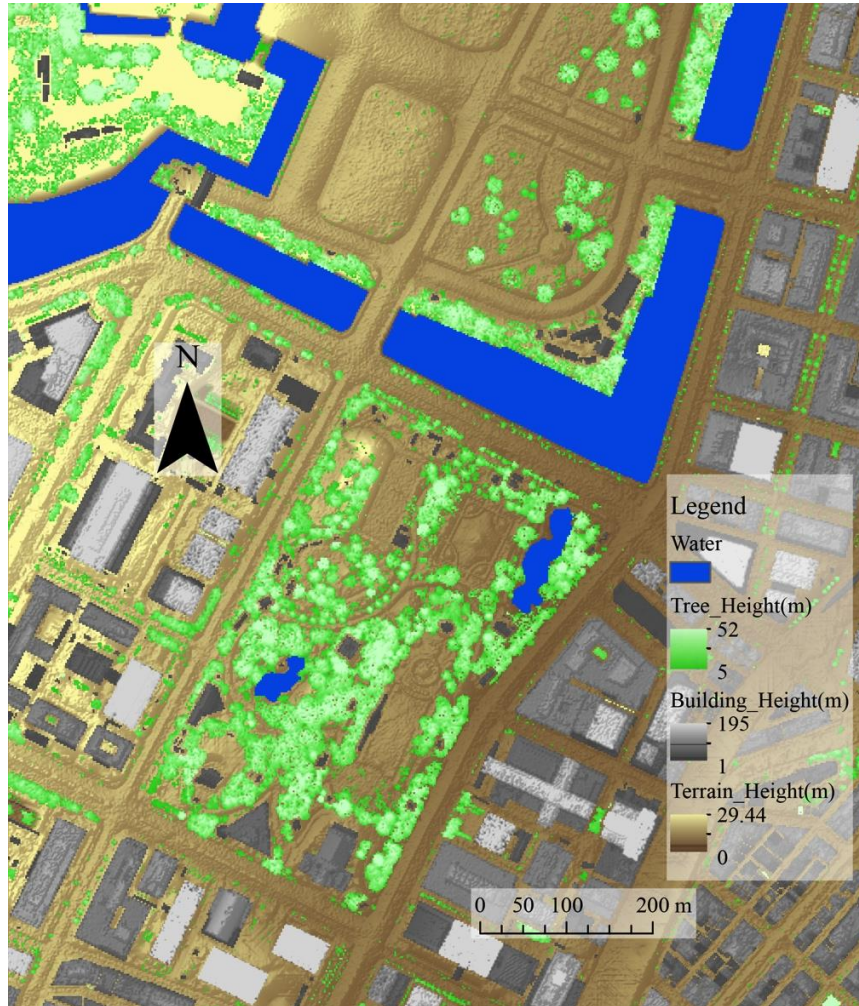 N
Legend
Water
Tree_Height(m)
52
5
Building_Height(m)
195
1
Terrain_Height(m)
29.44
0
0 50 100 200 m